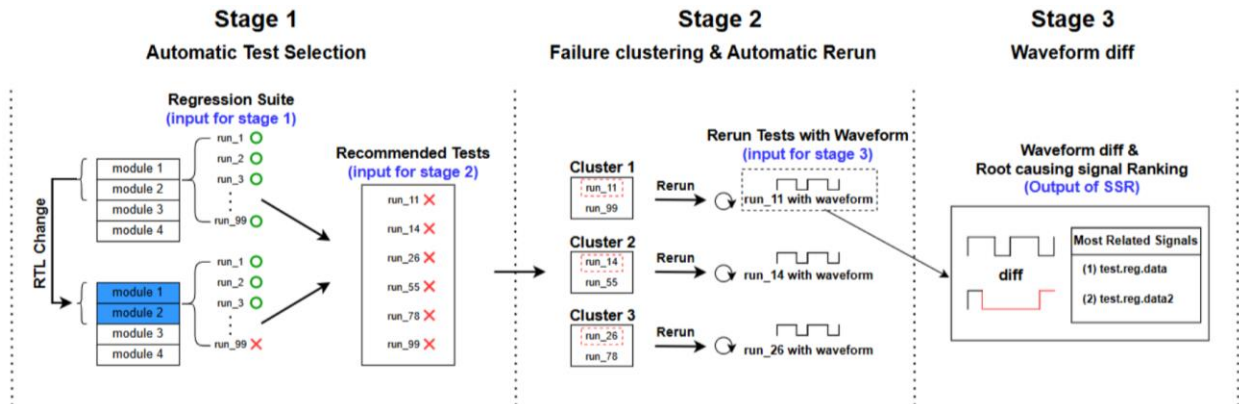 Stage 1
Automatic Test Selection
RTL Change
module 1
module 2
module 3
module 4
module 1
module 2
module 3
module 4
Regression Suite
(input for stage 1)
run_1
run_2
run_3
run_99
run_1
run_2
run_3
run_99
Recommended Tests
(input for stage 2)
run_11
run_14
run_26
run_55
run_78
run_99
Stage 2
Failure clustering & Automatic Rerun
Cluster 1
run_11
run_99
Rerun
Cluster 2
run_14
run_55
Rerun
Cluster 3
run_26
run_78
Rerun
Rerun Tests with Waveform
(input for stage 3)
run_11 with waveform
run_14 with waveform
run_26 with waveform
Stage 3
Waveform diff
Waveform diff &
Root causing signal Ranking
(Output of SSR)
diff
Most Related Signals
(1) test.reg.data
(2) test.reg.data2